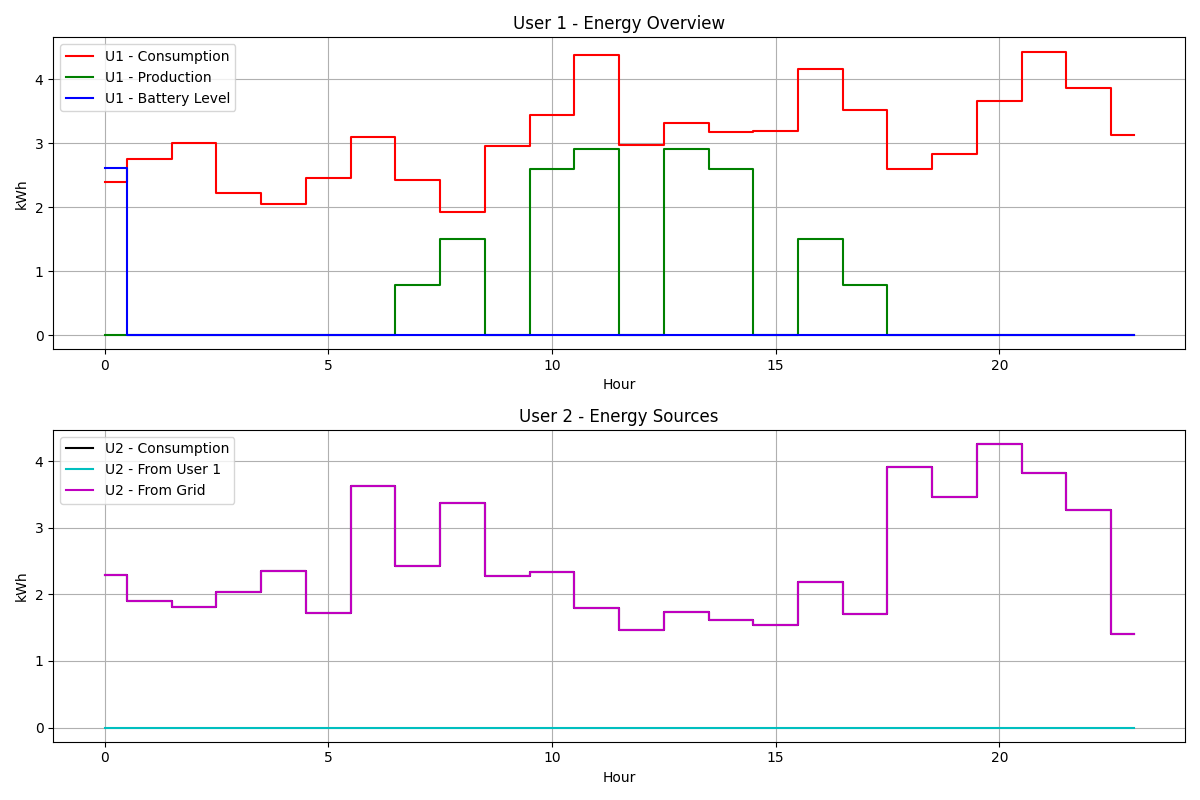 User 1 - Energy Overview
U1 - Consumption
U1 - Production
U1 - Battery Level
kWh
4
3
2
1
0
0 5 10 15 20
Hour
User 2 - Energy Sources
U2 - Consumption
U2 - From User 1
U2 - From Grid
kWh
4
3
2
1
0
0 5 10 15 20
Hour